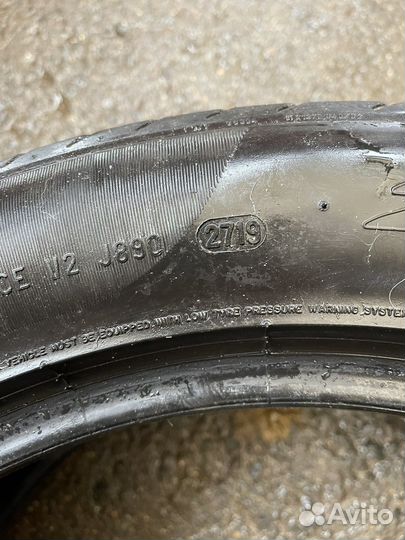 CE V2 J890 2719
VEHICLE MUST BE EQUIPPED WITH LOW TYRE PRESSURE WARNING SYSTEM
Avito